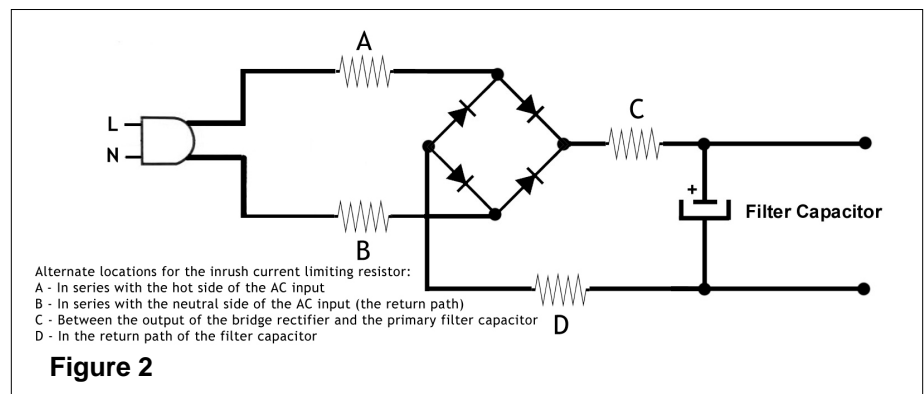 A
C
L
N
+
Filter Capacitor
B
Alternate locations for the inrush current limiting resistor:
A - In series with the hot side of the AC input
B - In series with the neutral side of the AC input (the return path)
C - Between the output of the bridge rectifier and the primary filter capacitor
D - In the return path of the filter capacitor
D
Figure 2